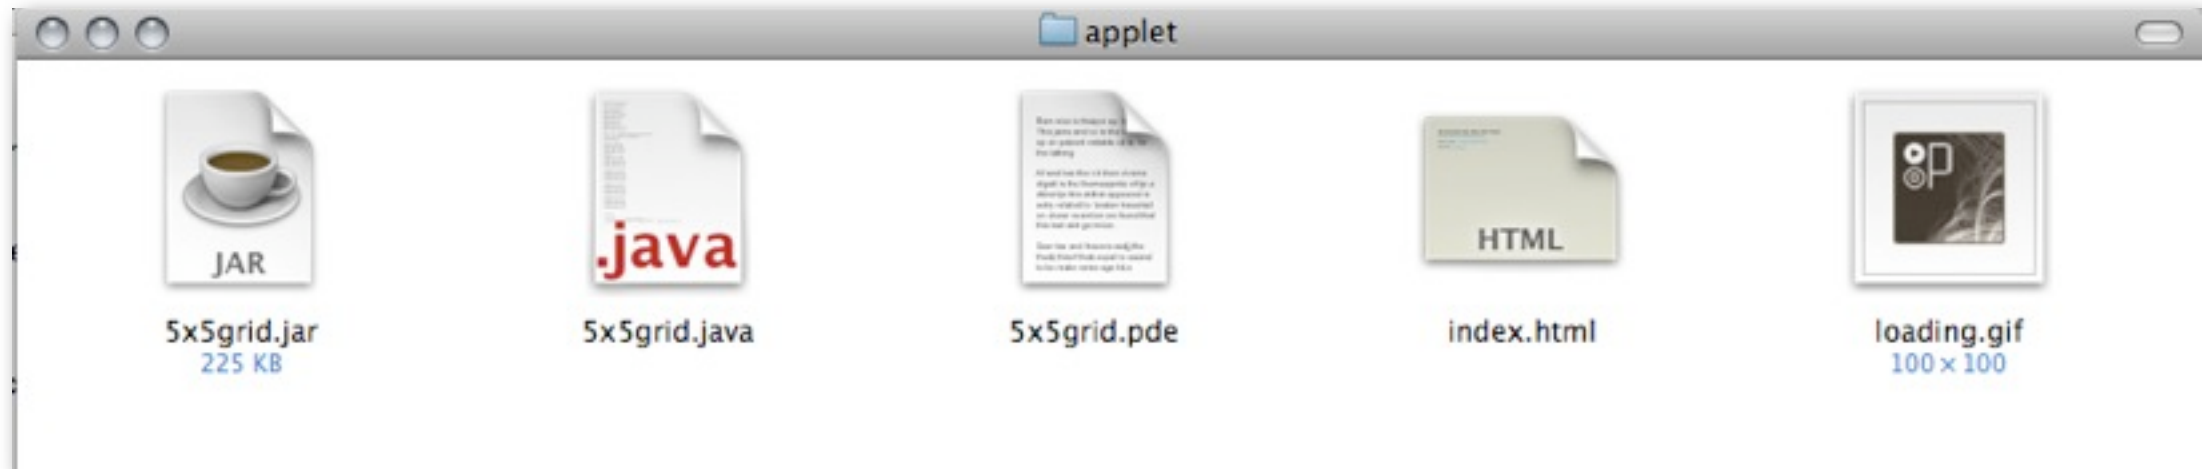 applet
JAR
.java
HTML
5x5grid.jar
5x5grid.java
5x5grid.pde
index.html
loading.gif
225 KB
100 × 100